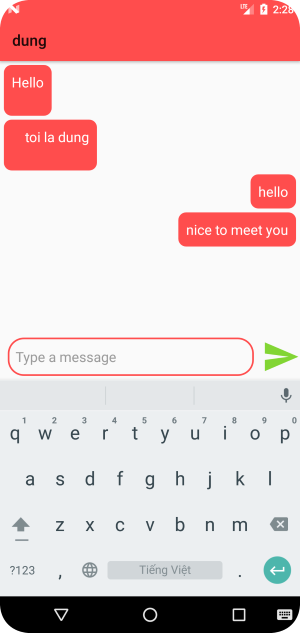 LTE 2:28
dung
Hello
toi la dung
hello
nice to meet you
Type a message
1 2 3 4 5 6 7 8 9 0
q w e r t y u i o p
a s d f g h j k l
z x c v b n m
?123 , Tiếng Việt .